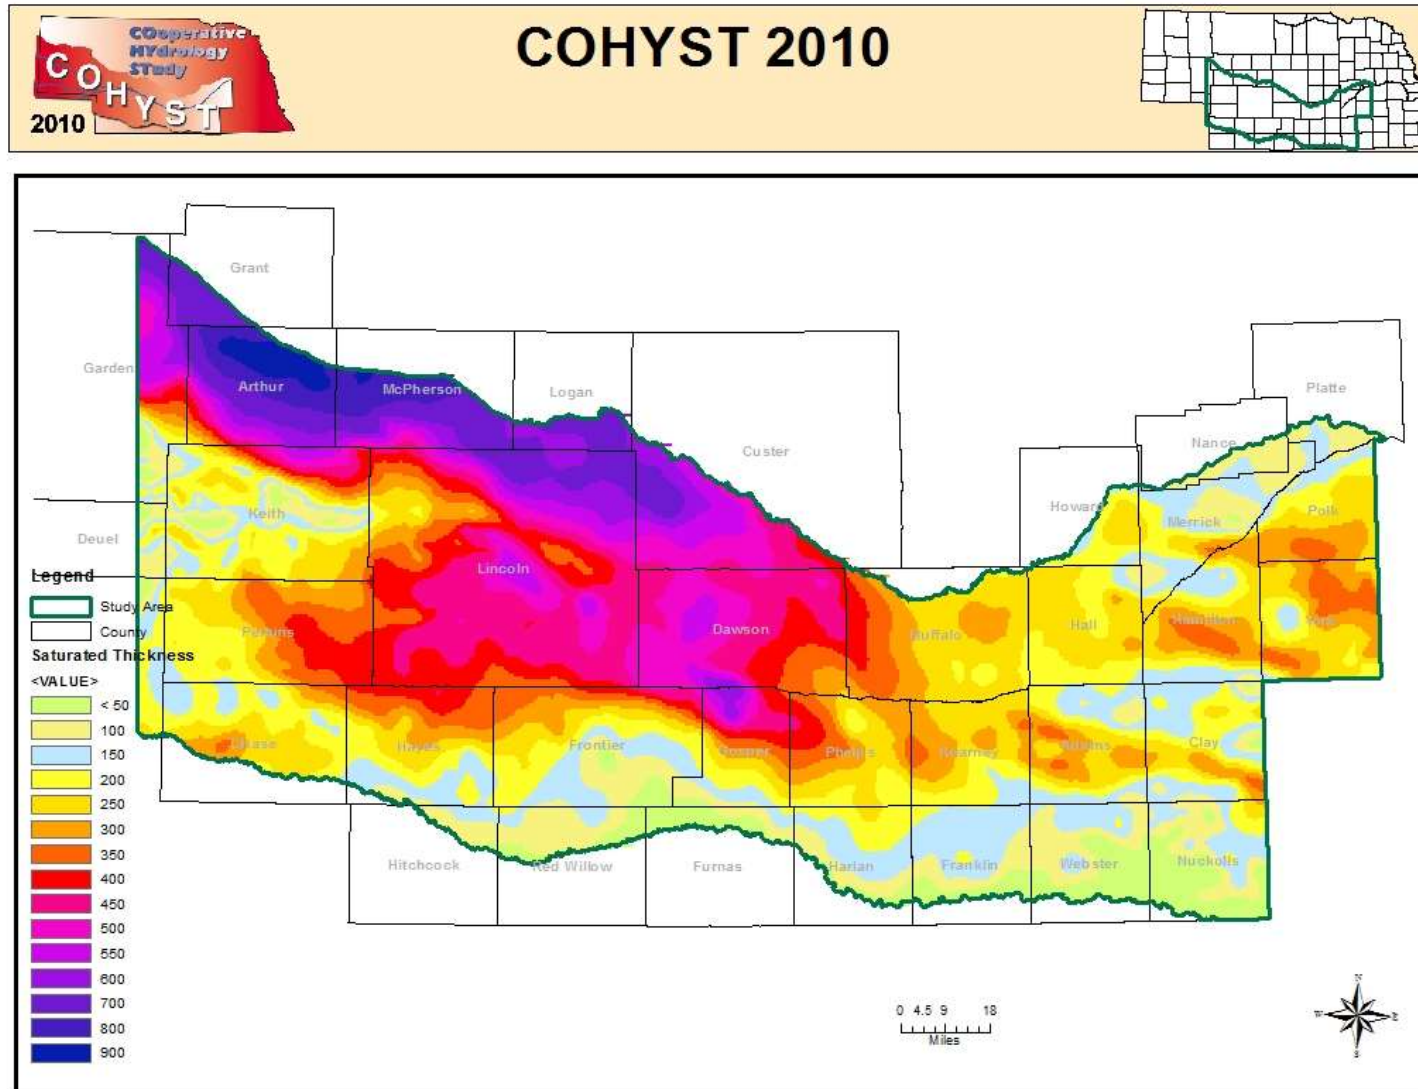 COoperative
HYdrology
STudy
COHYST
2010
COHYST 2010
Grant
Garden
Arthur
McPherson
Logan
Custer
Platte
Nance
Howard
Merrick
Polk
Keith
Deuel
Lincoln
Perkins
Dawson
Buffalo
Hall
Hamilton
York
Chase
Hayes
Frontier
Gosper
Phelps
Kearney
Adams
Clay
Hitchcock
Red Willow
Furnas
Harlan
Franklin
Webster
Nuckolls
Legend
Study Area
County
Saturated Thickness
<VALUE>
< 50
100
150
200
250
300
350
400
450
500
550
600
700
800
900
0 4.5 9 18
Miles
N
W
E
S